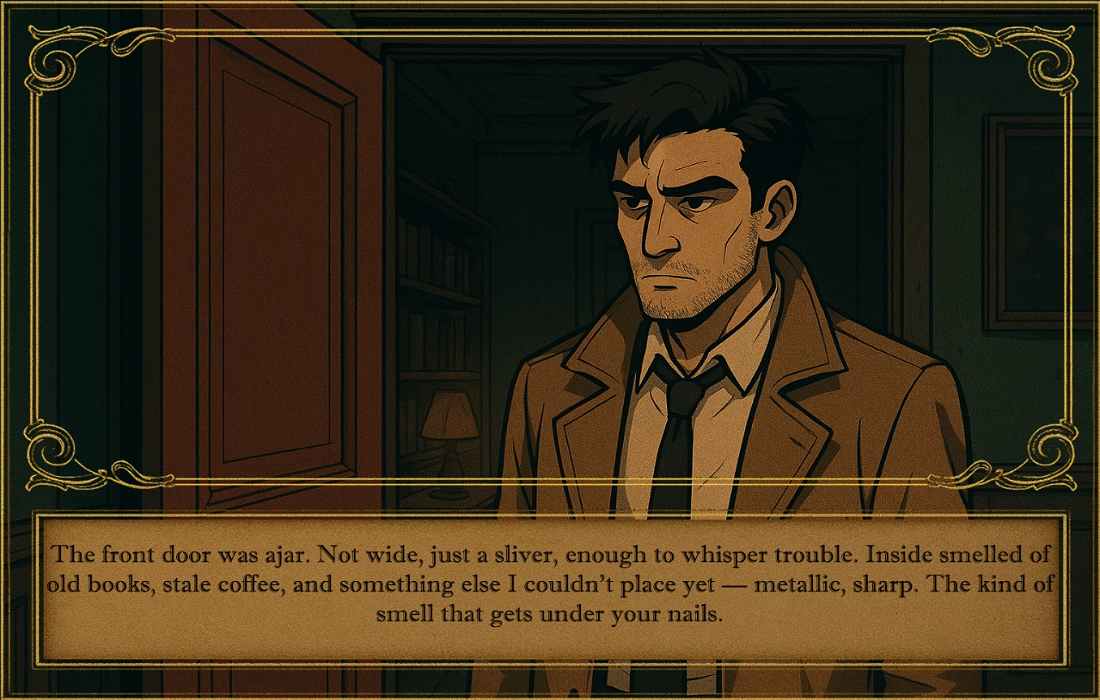 The front door was ajar. Not wide, just a sliver, enough to whisper trouble. Inside smelled of
old books, stale coffee, and something else I couldn’t place yet — metallic, sharp. The kind of
smell that gets under your nails.